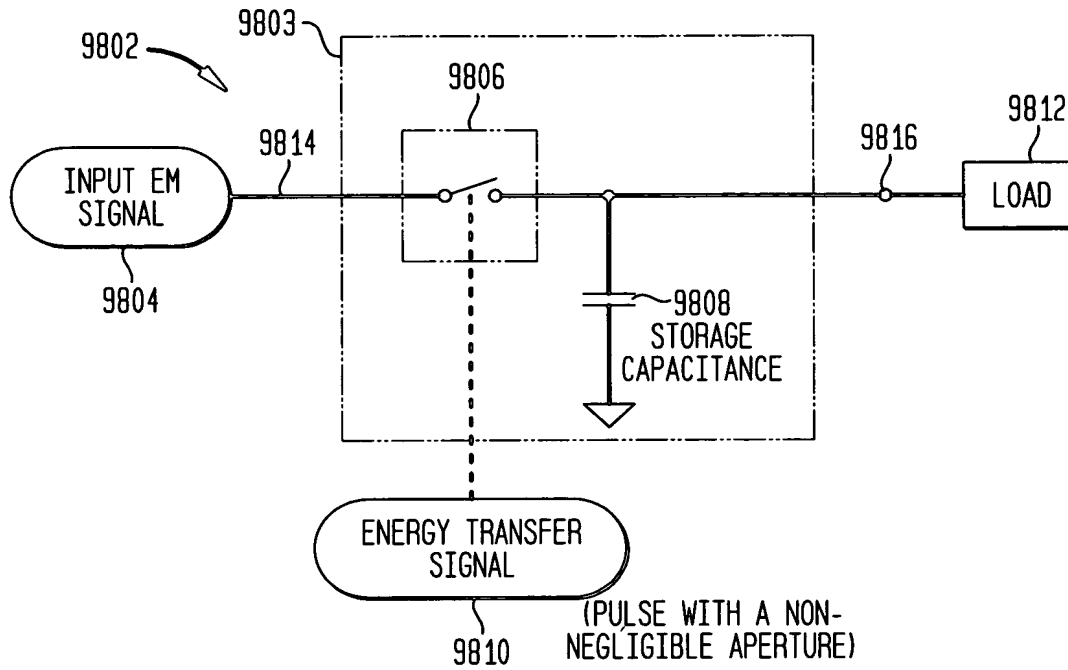 9803
9802
9806
9812
9814
9816
INPUT EM
SIGNAL
LOAD
9804
9808
STORAGE
CAPACITANCE
ENERGY TRANSFER
SIGNAL
(PULSE WITH A NON-
NEGLIGIBLE APERTURE)
9810